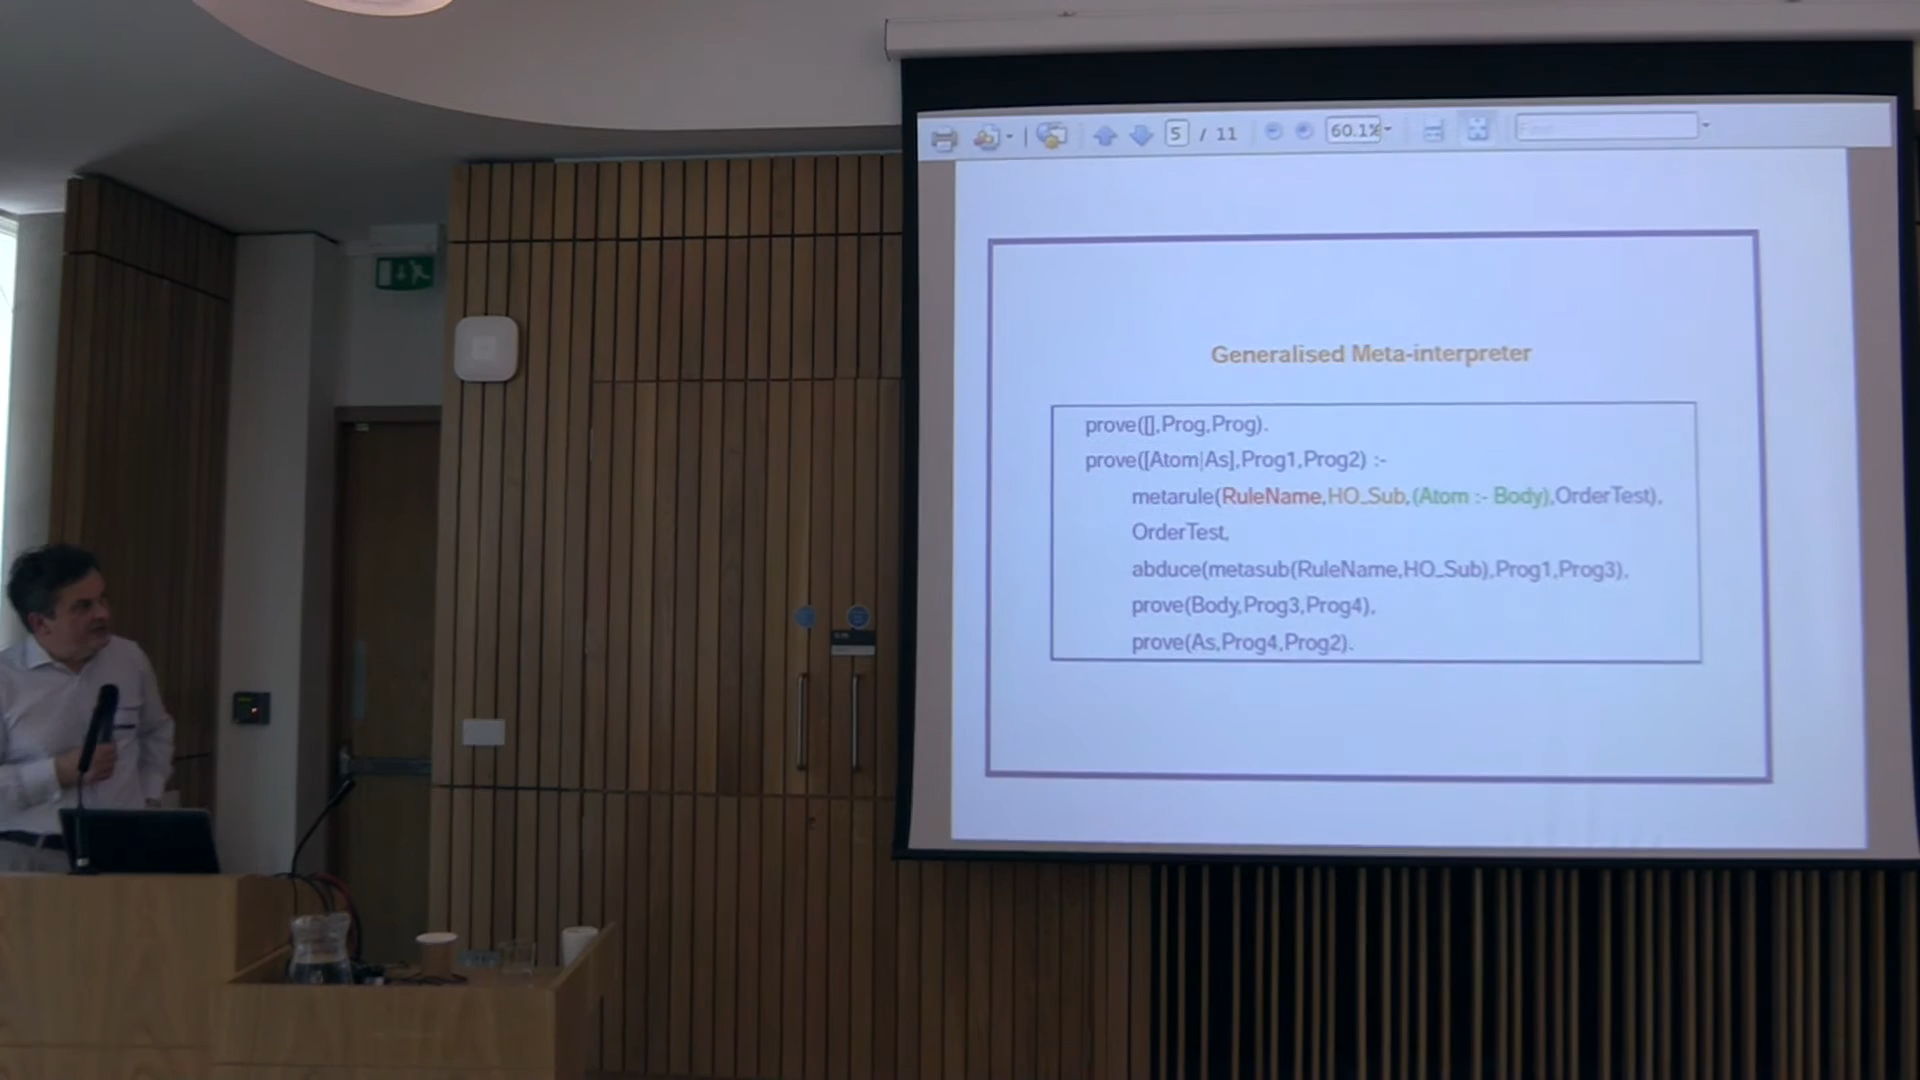 5 / 11 60.1%
Generalised Meta-interpreter
prove([],Prog,Prog).
prove([Atom|As],Prog1,Prog2) :-
metarule(RuleName,HO_Sub,(Atom :- Body),OrderTest),
OrderTest,
abduce(metasub(RuleName,HO_Sub),Prog1,Prog3),
prove(Body,Prog3,Prog4),
prove(As,Prog4,Prog2).